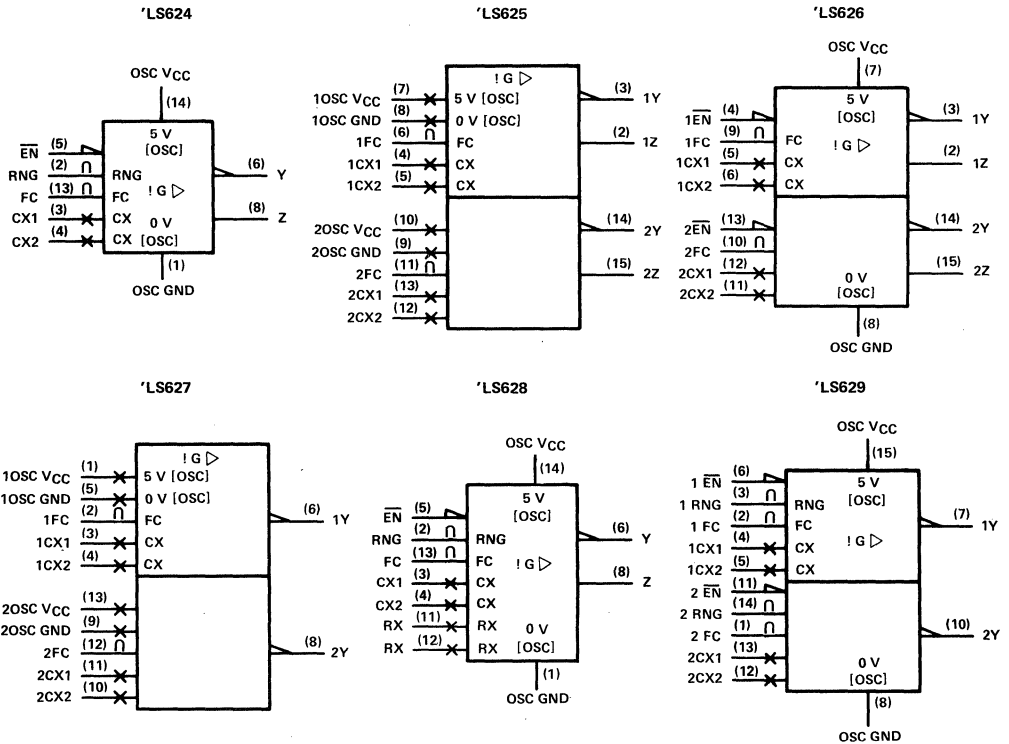 'LS624
OSC VCC
(14)
5 V
[OSC]
(5)
EN
(2) ∩
RNG
RNG
(13) ∩
FC
FC
(3)
CX1
CX
(4)
CX2
CX
! G ▷
0 V
[OSC]
(6)
Y
(8)
Z
(1)
OSC GND
'LS625
! G ▷
(7)
1OSC VCC
5 V [OSC]
(8)
1OSC GND
0 V [OSC]
(6) ∩
1FC
FC
(4)
1CX1
CX
(5)
1CX2
CX
(3)
1Y
(2)
1Z
(10)
2OSC VCC
(9)
2OSC GND
(11) ∩
2FC
(13)
2CX1
(12)
2CX2
(14)
2Y
(15)
2Z
'LS626
OSC VCC
(7)
5 V
[OSC]
(4)
1EN
(9) ∩
1FC
FC
(5)
1CX1
CX
(6)
1CX2
CX
! G ▷
(3)
1Y
(2)
1Z
(13)
2EN
(10) ∩
2FC
(12)
2CX1
(11)
2CX2
(14)
2Y
(15)
2Z
0 V
[OSC]
(8)
OSC GND
'LS627
! G ▷
(1)
1OSC VCC
5 V [OSC]
(5)
1OSC GND
0 V [OSC]
(2) ∩
1FC
FC
(3)
1CX1
CX
(4)
1CX2
CX
(6)
1Y
(13)
2OSC VCC
(9)
2OSC GND
(12) ∩
2FC
(11)
2CX1
(10)
2CX2
(8)
2Y
'LS628
OSC VCC
(14)
5 V
[OSC]
(5)
EN
(2) ∩
RNG
RNG
(13) ∩
FC
FC
(3)
CX1
CX
(4)
CX2
CX
(11)
RX
RX
(12)
RX
RX
! G ▷
0 V
[OSC]
(6)
Y
(8)
Z
(1)
OSC GND
'LS629
OSC VCC
(15)
5 V
[OSC]
(6)
1 EN
(3) ∩
1 RNG
RNG
(2) ∩
1 FC
FC
(4)
1CX1
CX
(5)
1CX2
CX
! G ▷
(7)
1Y
(11)
2 EN
(14) ∩
2 RNG
(1) ∩
2 FC
(13)
2CX1
(12)
2CX2
(10)
2Y
0 V
[OSC]
(8)
OSC GND